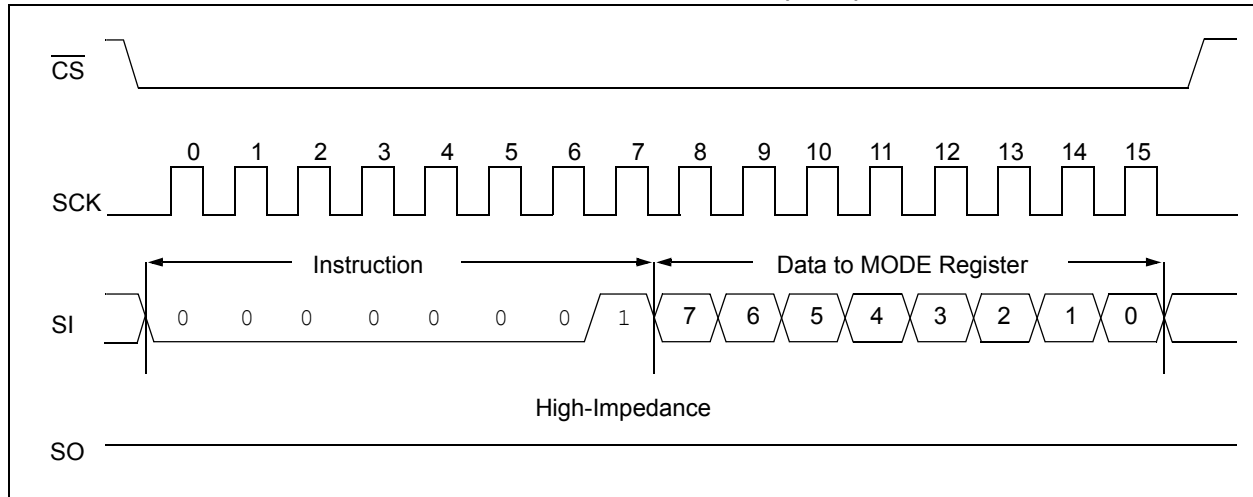 CS
0 1 2 3 4 5 6 7 8 9 10 11 12 13 14 15
SCK
Instruction Data to MODE Register
SI 0 0 0 0 0 0 0 1 7 6 5 4 3 2 1 0
High-Impedance
SO